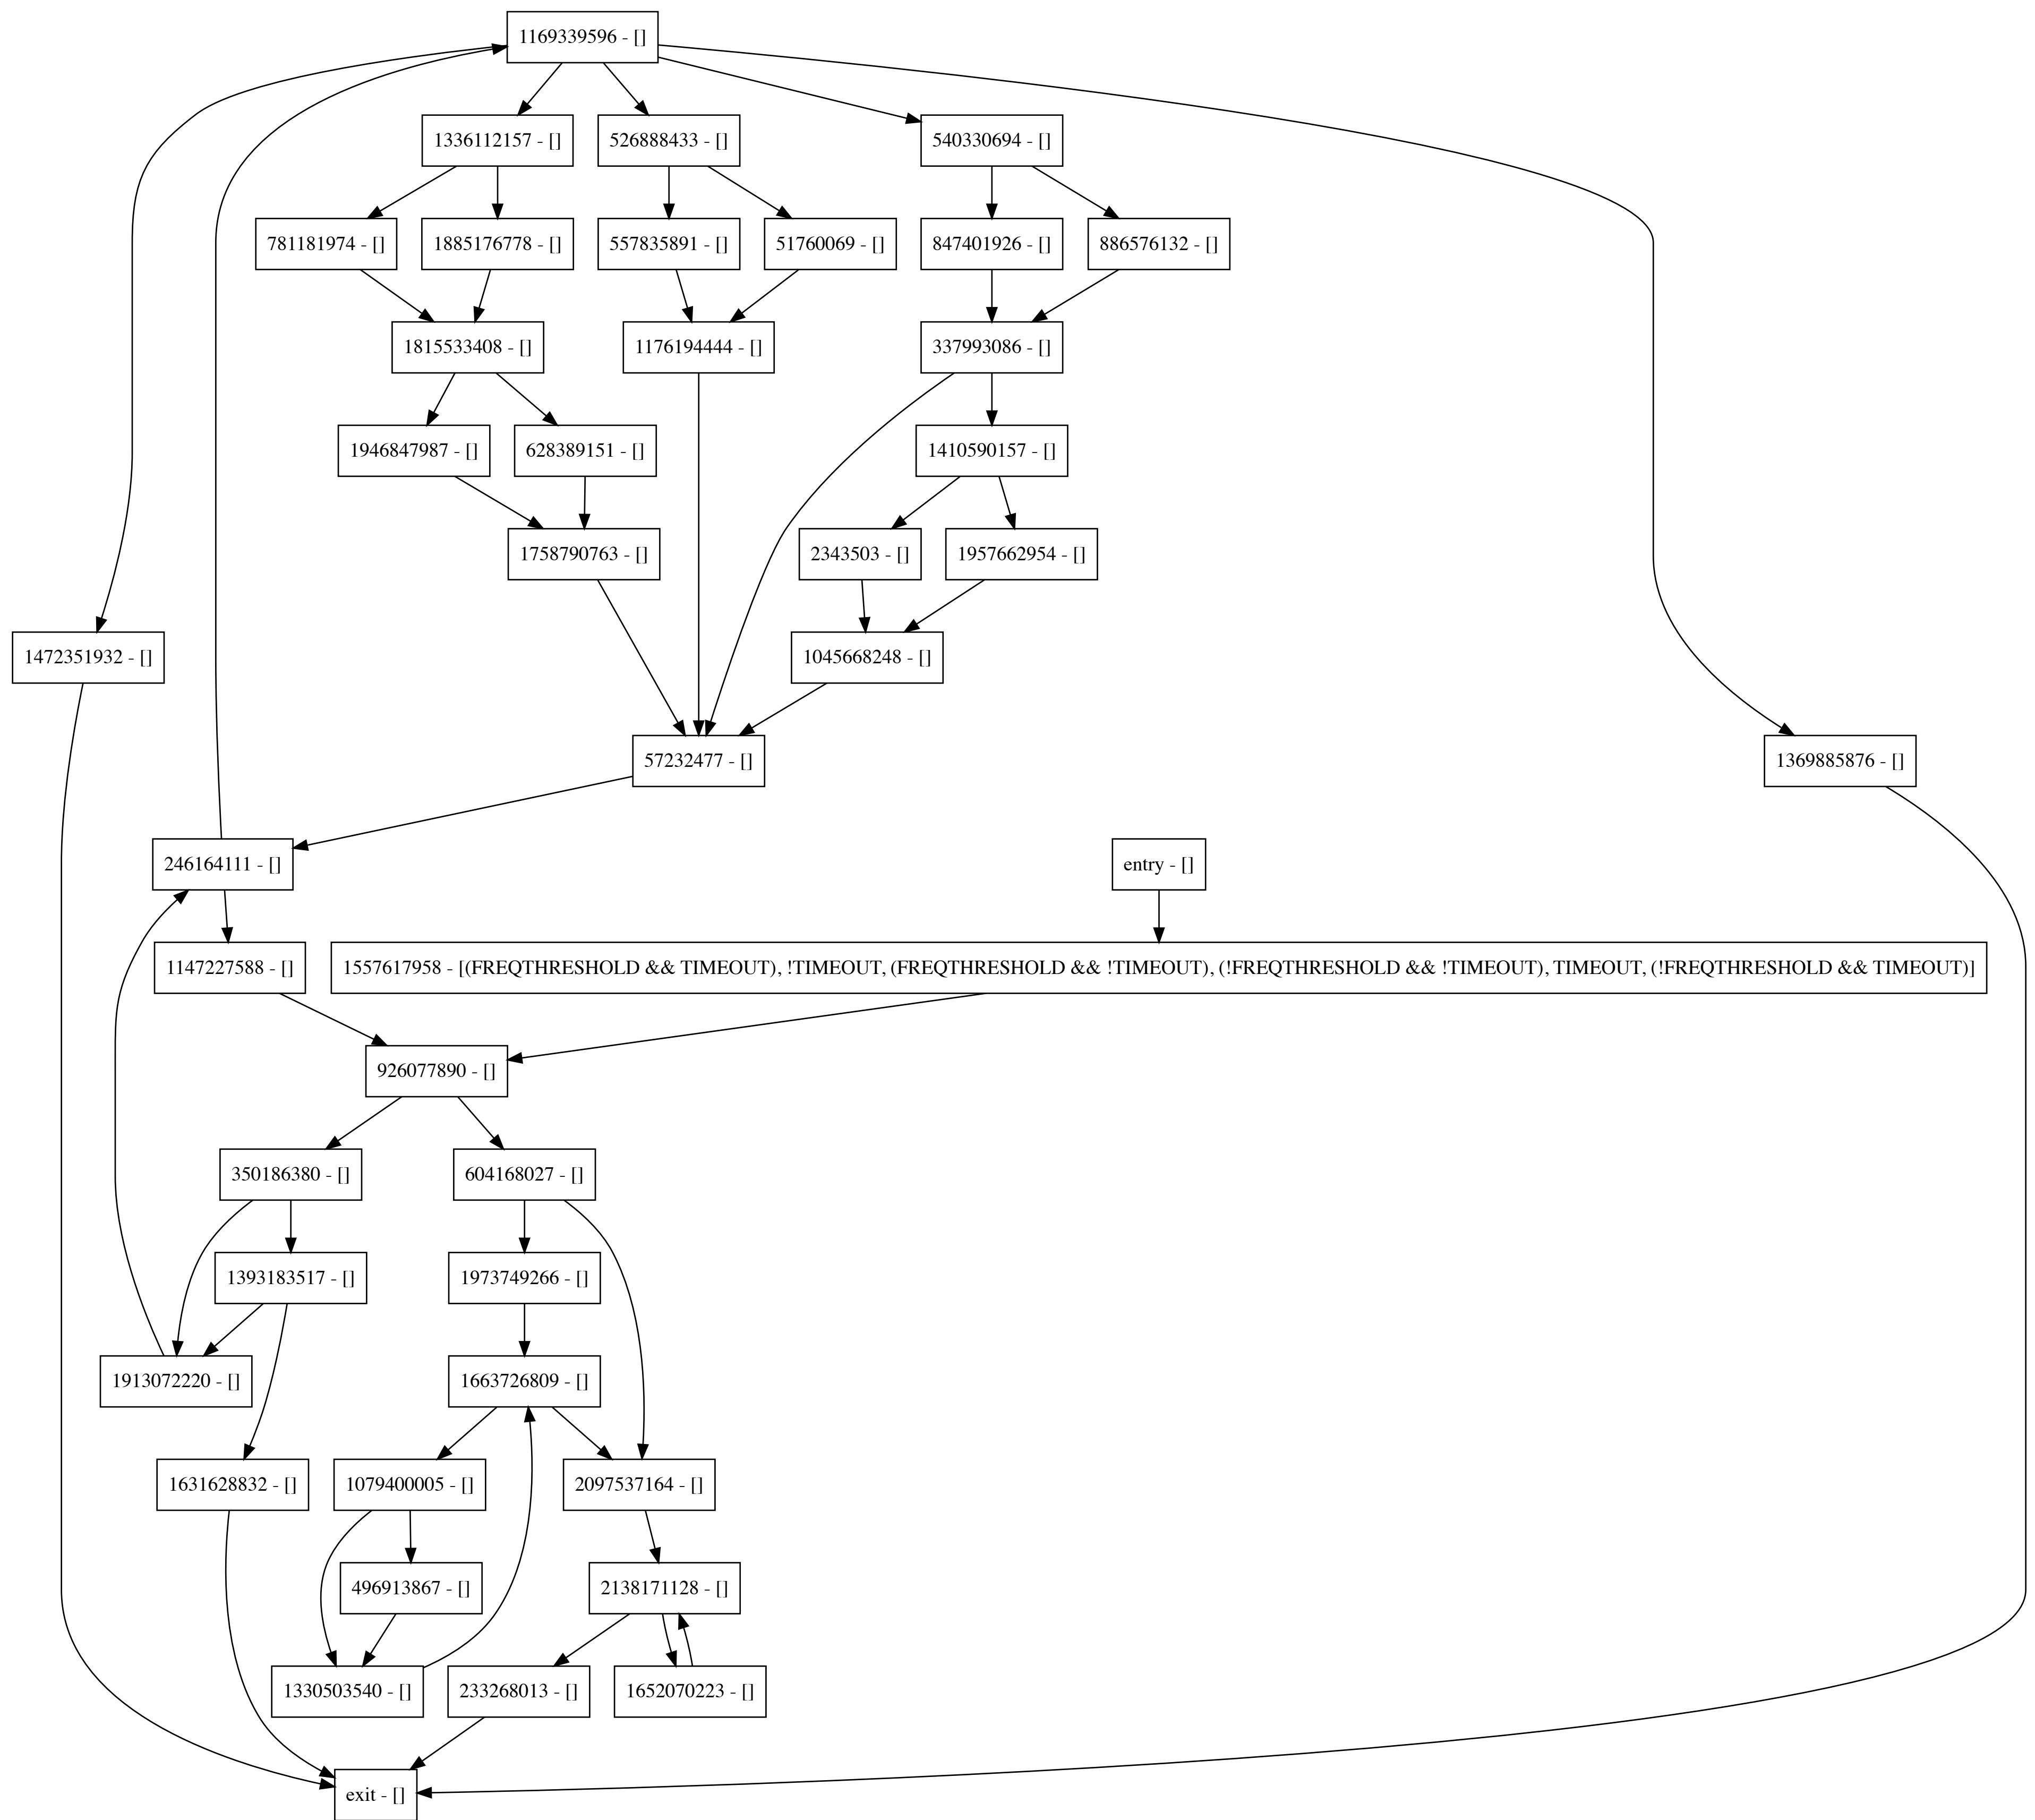 1169339596 - []
1336112157 - []
526888433 - []
540330694 - []
781181974 - []
1885176778 - []
557835891 - []
51760069 - []
847401926 - []
886576132 - []
1815533408 - []
1176194444 - []
337993086 - []
1946847987 - []
628389151 - []
1410590157 - []
1758790763 - []
2343503 - []
1957662954 - []
1472351932 - []
1045668248 - []
57232477 - []
1369885876 - []
246164111 - []
entry - []
1147227588 - []
1557617958 - [(FREQTHRESHOLD && TIMEOUT), !TIMEOUT, (FREQTHRESHOLD && !TIMEOUT), (!FREQTHRESHOLD && !TIMEOUT), TIMEOUT, (!FREQTHRESHOLD && TIMEOUT)]
926077890 - []
350186380 - []
604168027 - []
1393183517 - []
1973749266 - []
1913072220 - []
1663726809 - []
1631628832 - []
1079400005 - []
2097537164 - []
496913867 - []
2138171128 - []
1330503540 - []
233268013 - []
1652070223 - []
exit - []